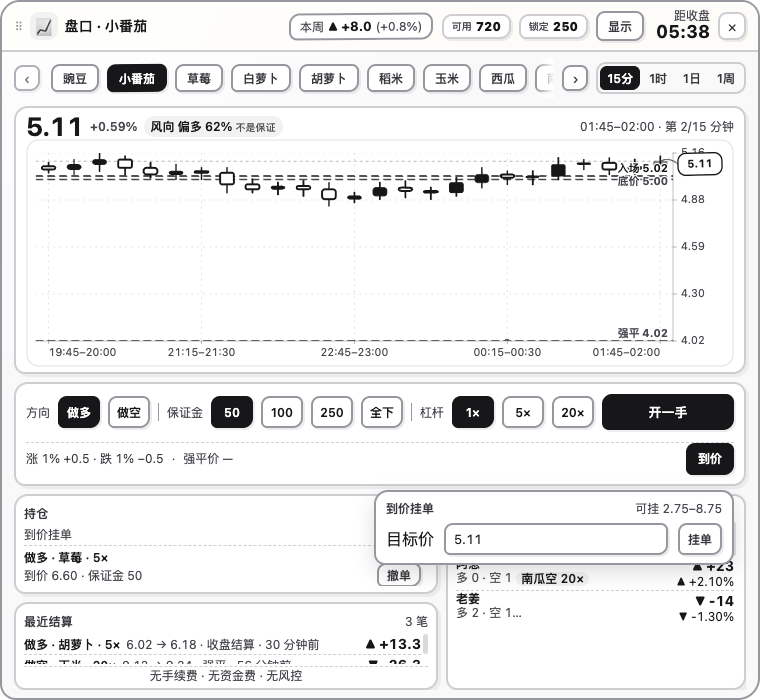 盘口 · 小番茄
本周 ▲ +8.0 (+0.8%)
可用 720
锁定 250
显示
距收盘
05:38
×
‹ 豌豆 小番茄 草莓 白萝卜 胡萝卜 稻米 玉米 西瓜 ›
15分 1时 1日 1周
5.11 +0.59% 风向 偏多 62% 不是保证
01:45–02:00 · 第 2/15 分钟
5.16
5.11
入场 5.02
底价 5.00
4.88
4.59
4.30
强平 4.02
4.02
19:45–20:00 21:15–21:30 22:45–23:00 00:15–00:30 01:45–02:00
方向 做多 做空 保证金 50 100 250 全下 杠杆 1× 5× 20× 开一手
涨 1% +0.5 · 跌 1% −0.5 · 强平价 —
到价
持仓
到价挂单
做多 · 草莓 · 5×
到价 6.60 · 保证金 50
撤单
到价挂单
可挂 2.75–8.75
目标价 5.11 挂单
▲ +23
多 0 · 空 1 南瓜空 20×
▲ +2.10%
老姜
▼ -14
多 2 · 空 1...
▼ -1.30%
最近结算
3 笔
做多 · 胡萝卜 · 5× 6.02 → 6.18 · 收盘结算 · 30 分钟前
▲ +13.3
无手续费 · 无资金费 · 无风控